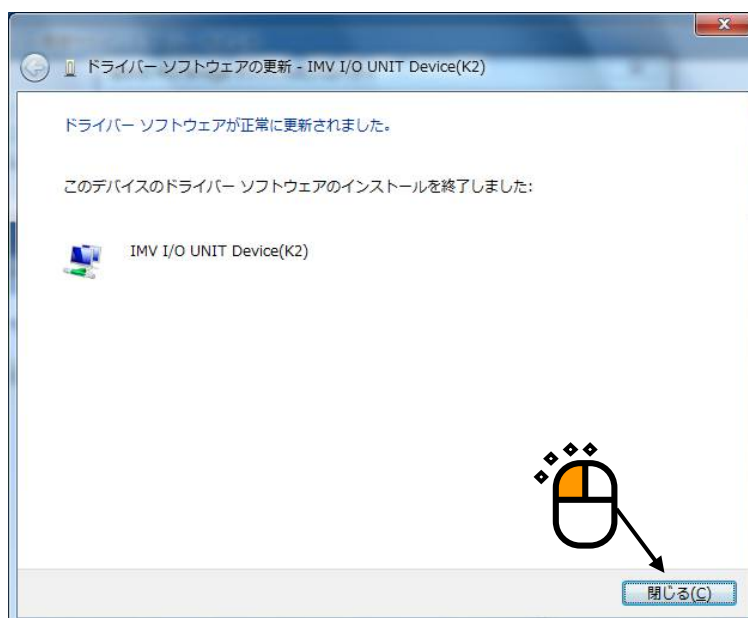 ドライバー ソフトウェアの更新 - IMV I/O UNIT Device(K2)
ドライバー ソフトウェアが正常に更新されました。
このデバイスのドライバー ソフトウェアのインストールを終了しました:
IMV I/O UNIT Device(K2)
閉じる(C)